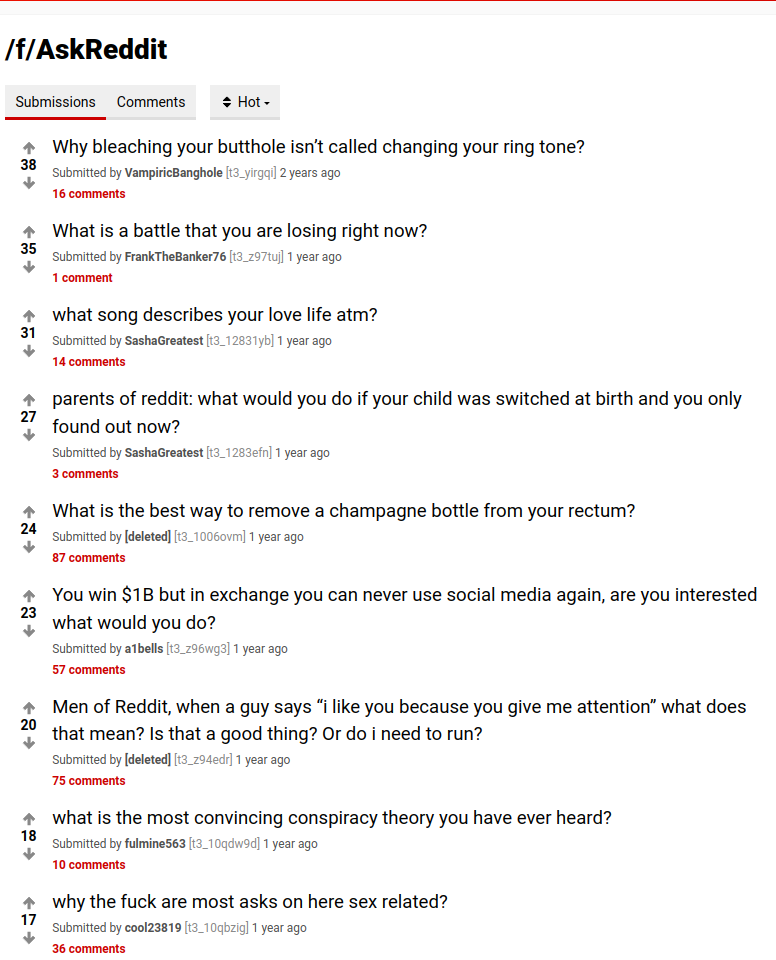 /f/AskReddit
Submissions Comments Hot
Why bleaching your butthole isn’t called changing your ring tone?
38
Submitted by VampiricBanghole [t3_yirgqi] 2 years ago
16 comments
What is a battle that you are losing right now?
35
Submitted by FrankTheBanker76 [t3_z97tuj] 1 year ago
1 comment
what song describes your love life atm?
31
Submitted by SashaGreatest [t3_12831yb] 1 year ago
14 comments
parents of reddit: what would you do if your child was switched at birth and you only
27
found out now?
Submitted by SashaGreatest [t3_1283efn] 1 year ago
3 comments
What is the best way to remove a champagne bottle from your rectum?
24
Submitted by [deleted] [t3_1006ovm] 1 year ago
87 comments
You win $1B but in exchange you can never use social media again, are you interested
23
what would you do?
Submitted by a1bells [t3_z96wg3] 1 year ago
57 comments
Men of Reddit, when a guy says “i like you because you give me attention” what does
20
that mean? Is that a good thing? Or do i need to run?
Submitted by [deleted] [t3_z94edr] 1 year ago
75 comments
what is the most convincing conspiracy theory you have ever heard?
18
Submitted by fulmine563 [t3_10qdw9d] 1 year ago
10 comments
why the fuck are most asks on here sex related?
17
Submitted by cool23819 [t3_10qbzig] 1 year ago
36 comments